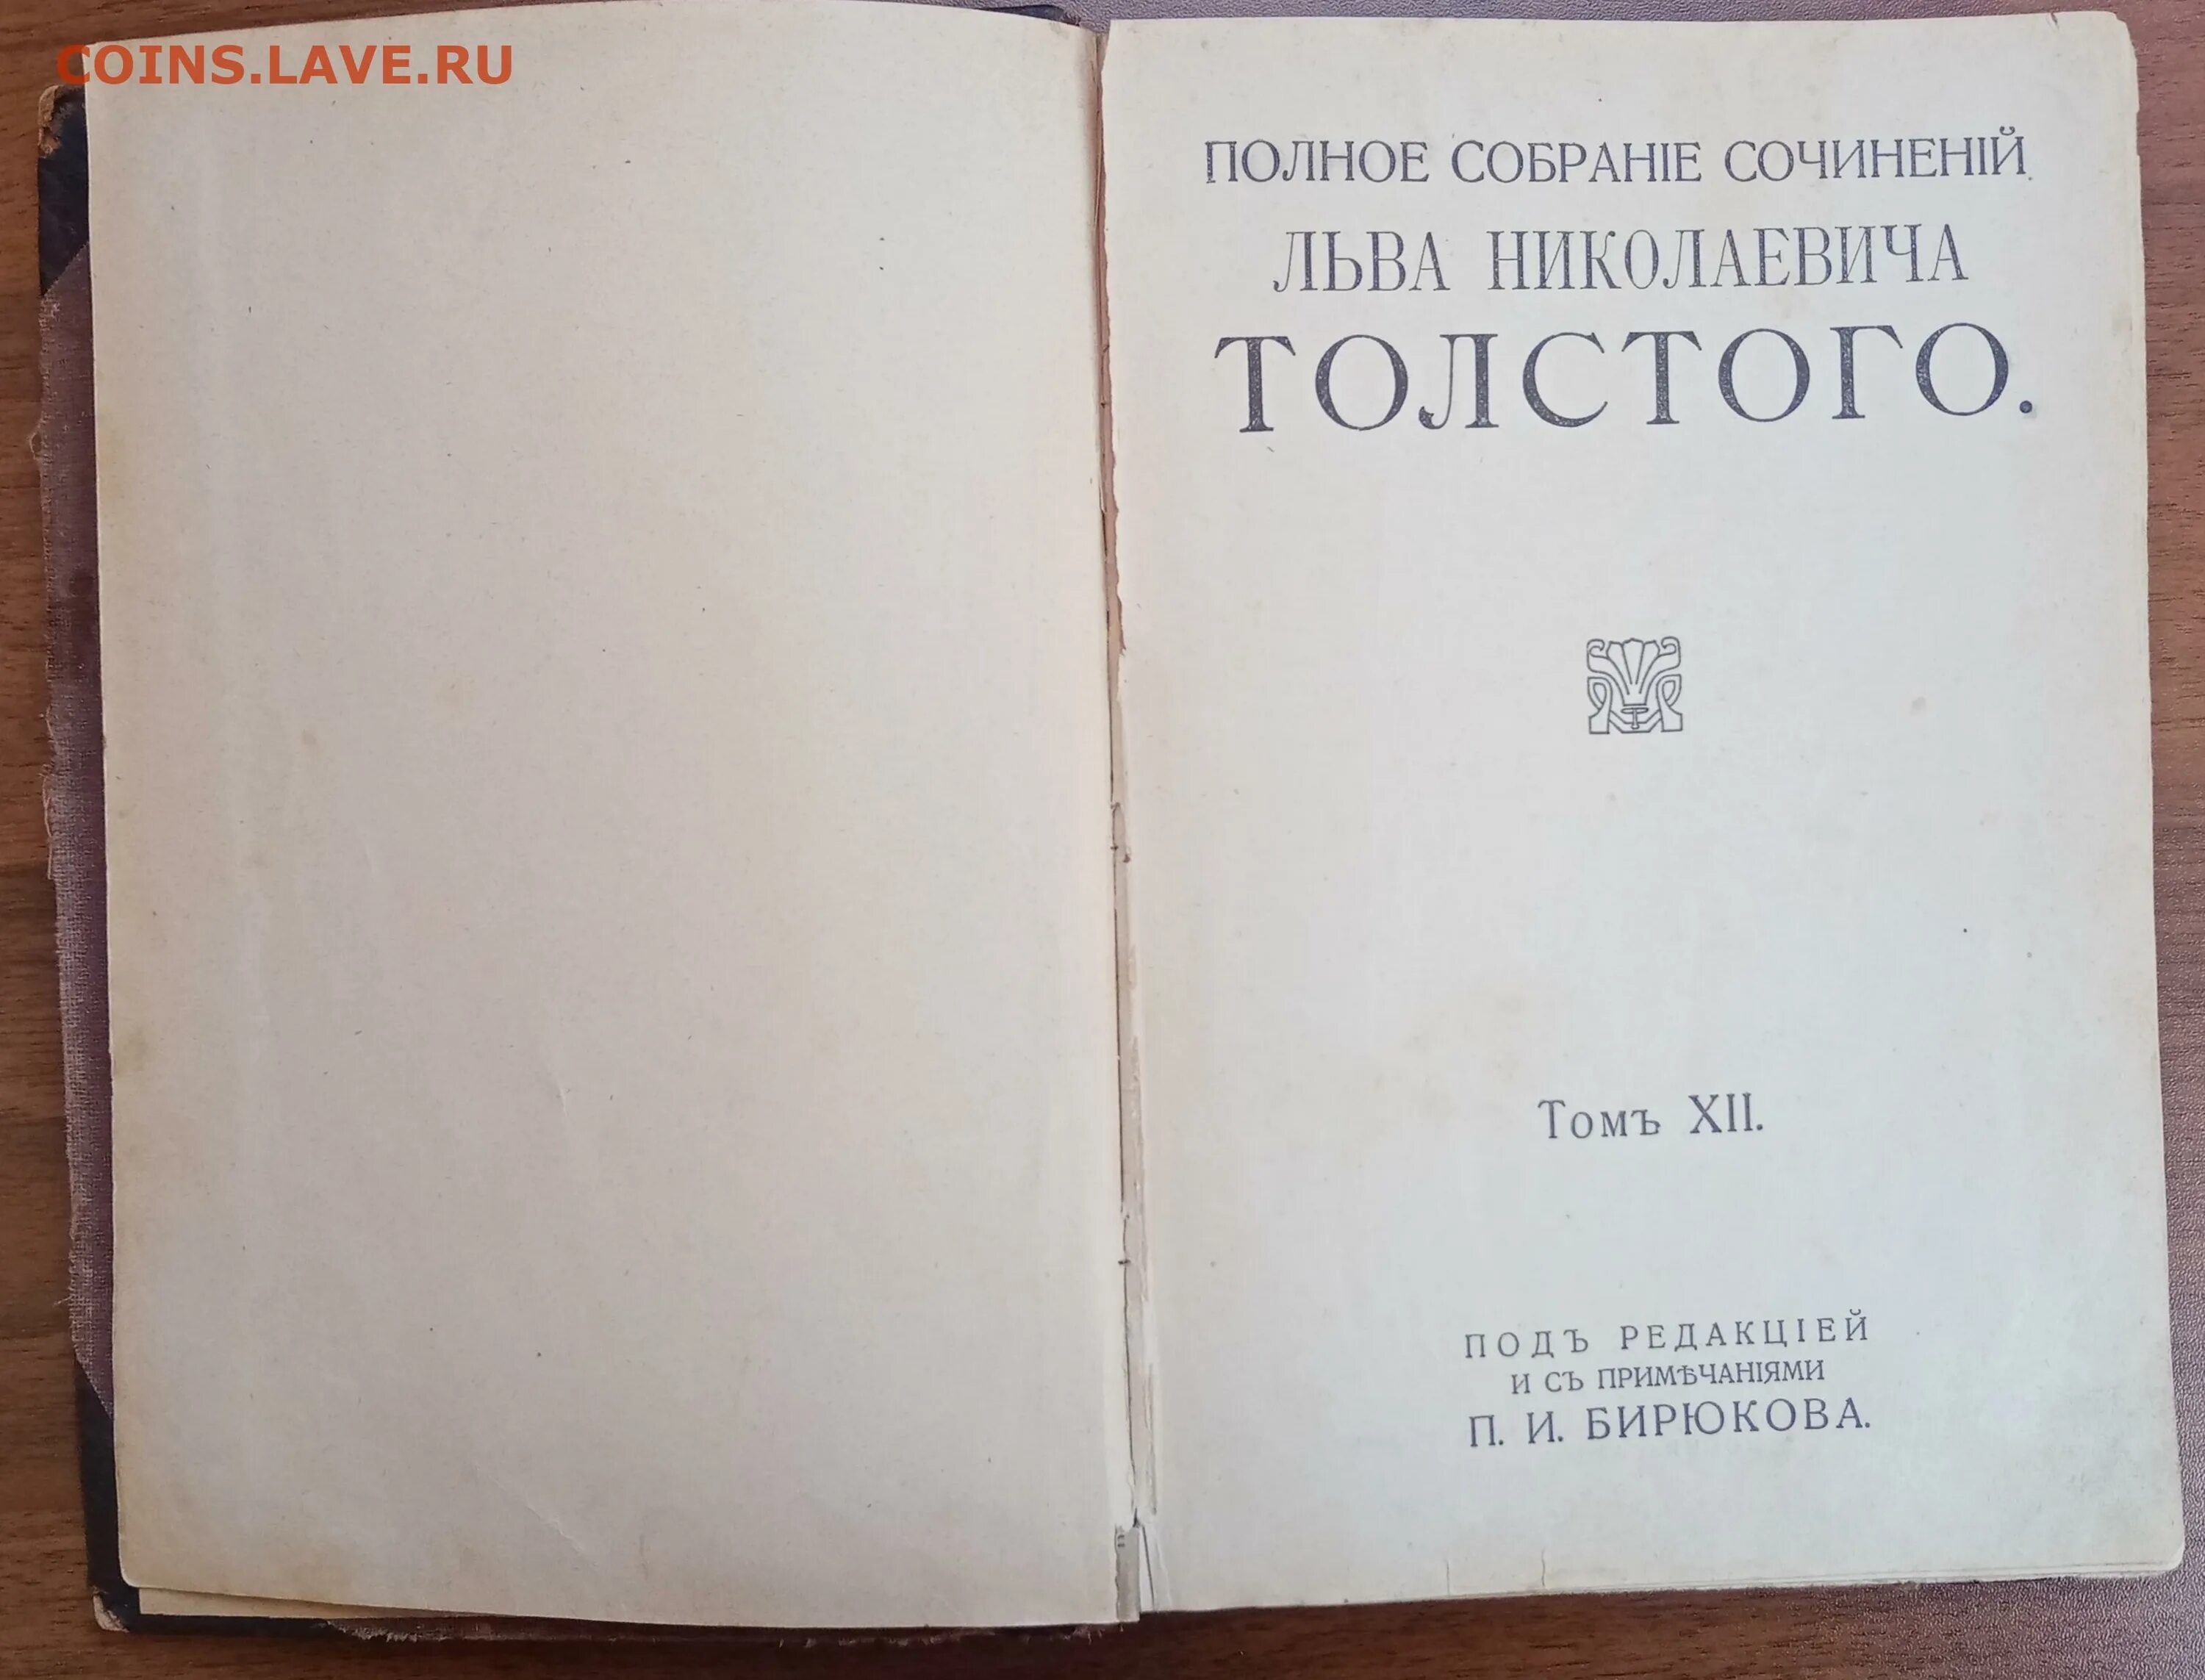 COINS.LAVE.RU
ПОЛНОЕ СОБРАНІЕ СОЧИНЕНІЙ
ЛЬВА НИКОЛАЕВИЧА
ТОЛСТОГО.
Томъ XII.
ПОДЪ РЕДАКЦІЕЙ
И СЪ ПРИМѢЧАНІЯМИ
П. И. БИРЮКОВА.